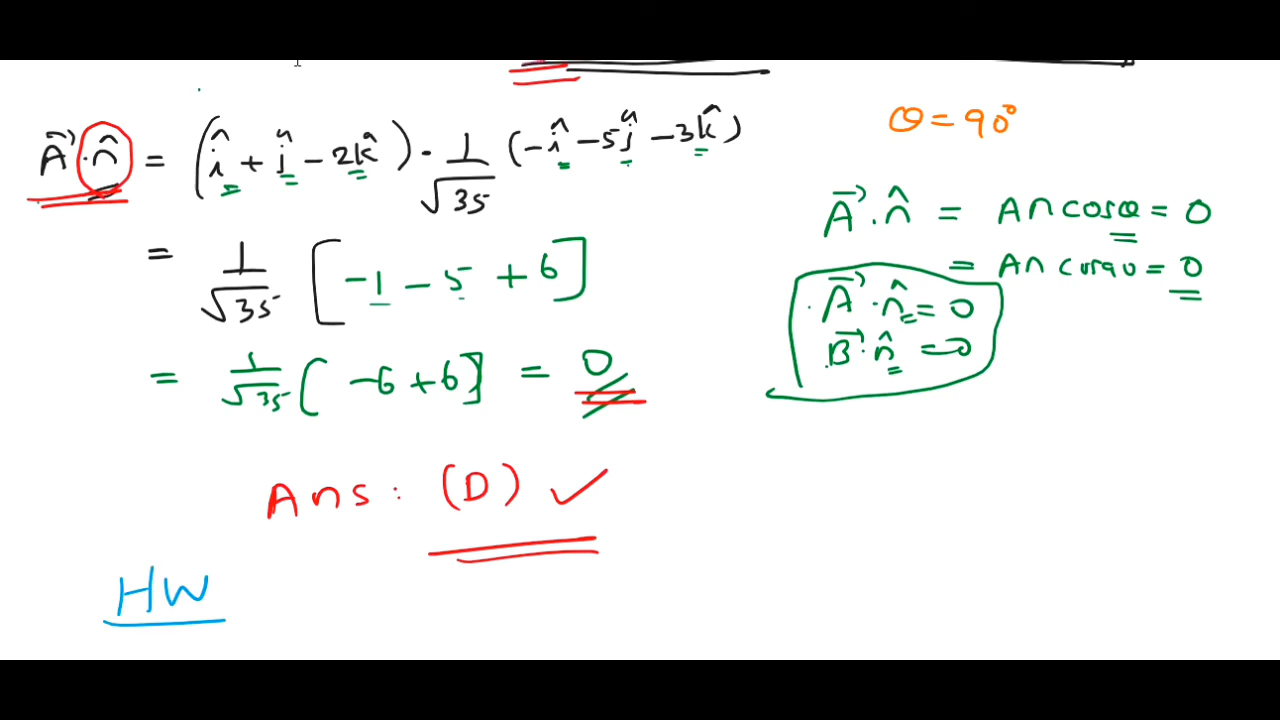 A⃗·n̂ = (î + ĵ - 2k̂) · 1/√35 (-î - 5ĵ - 3k̂)
= 1/√35 [-1 - 5 + 6]
= 1/√35 [-6 + 6] = 0
Ans: (D) ✓
HW
θ = 90°
A⃗·n̂ = An cosθ = 0
= An cos90 = 0
A⃗·n̂ = 0
B⃗·n̂ = 0